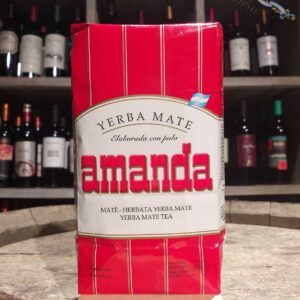 YERBA MATE
Elaborada con palo
amanda
MATÉ - HERBATA YERBA MATE
YERBA MATE TEA